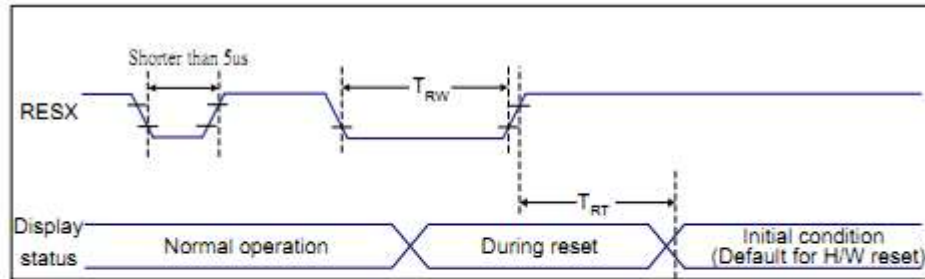 Shorter than 5us
RESX
TRW
TRT
Display
status
Normal operation
During reset
Initial condition
(Default for H/W reset)